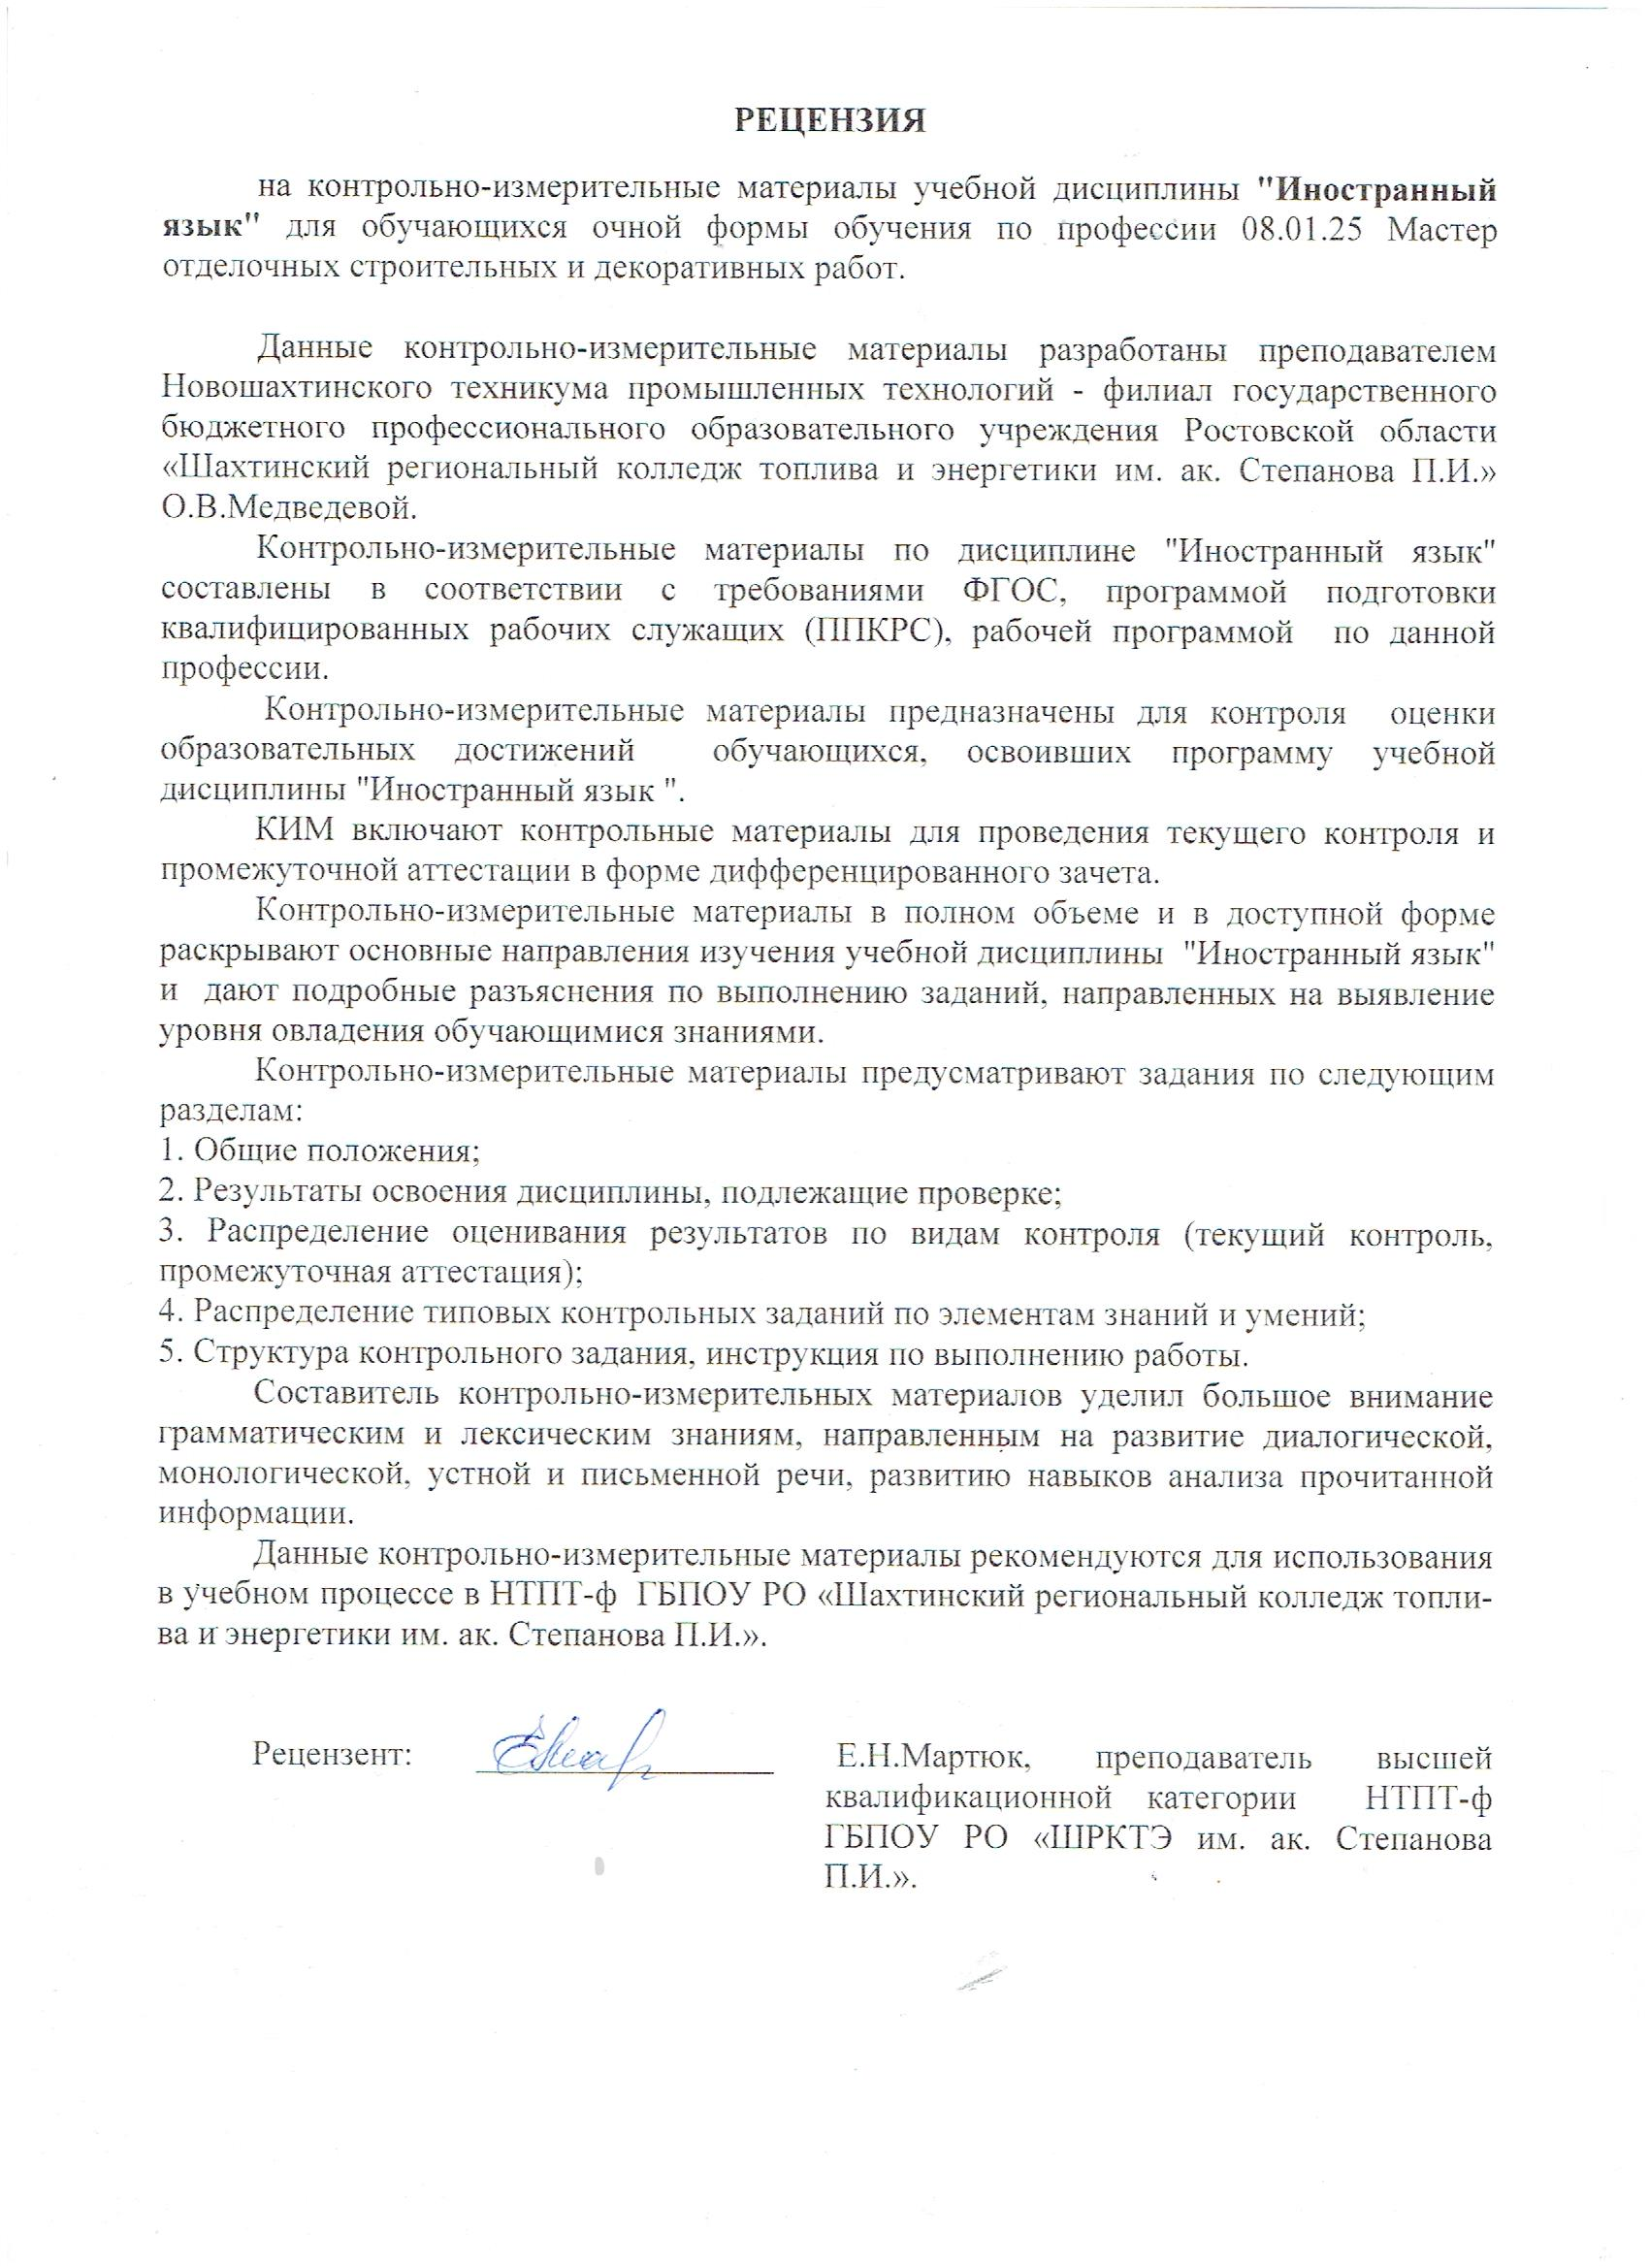 РЕЦЕНЗИЯ
на контрольно-измерительные материалы учебной дисциплины "Иностранный
язык" для обучающихся очной формы обучения по профессии 08.01.25 Мастер
отделочных строительных и декоративных работ.
Данные контрольно-измерительные материалы разработаны преподавателем
Новошахтинского техникума промышленных технологий - филиал государственного
бюджетного профессионального образовательного учреждения Ростовской области
«Шахтинский региональный колледж топлива и энергетики им. ак. Степанова П.И.»
О.В.Медведевой.
Контрольно-измерительные материалы по дисциплине "Иностранный язык"
составлены в соответствии с требованиями ФГОС, программой подготовки
квалифицированных рабочих служащих (ППКРС), рабочей программой по данной
профессии.
Контрольно-измерительные материалы предназначены для контроля оценки
образовательных достижений обучающихся, освоивших программу учебной
дисциплины "Иностранный язык ".
КИМ включают контрольные материалы для проведения текущего контроля и
промежуточной аттестации в форме дифференцированного зачета.
Контрольно-измерительные материалы в полном объеме и в доступной форме
раскрывают основные направления изучения учебной дисциплины "Иностранный язык"
и дают подробные разъяснения по выполнению заданий, направленных на выявление
уровня овладения обучающимися знаниями.
Контрольно-измерительные материалы предусматривают задания по следующим
разделам:
1. Общие положения;
2. Результаты освоения дисциплины, подлежащие проверке;
3. Распределение оценивания результатов по видам контроля (текущий контроль,
промежуточная аттестация);
4. Распределение типовых контрольных заданий по элементам знаний и умений;
5. Структура контрольного задания, инструкция по выполнению работы.
Составитель контрольно-измерительных материалов уделил большое внимание
грамматическим и лексическим знаниям, направленным на развитие диалогической,
монологической, устной и письменной речи, развитию навыков анализа прочитанной
информации.
Данные контрольно-измерительные материалы рекомендуются для использования
в учебном процессе в НТПТ-ф ГБПОУ РО «Шахтинский региональный колледж топли-
ва и энергетики им. ак. Степанова П.И.».
Рецензент: Е.Н.Мартюк, преподаватель высшей
квалификационной категории НТПТ-ф
ГБПОУ РО «ШРКТЭ им. ак. Степанова
П.И.».